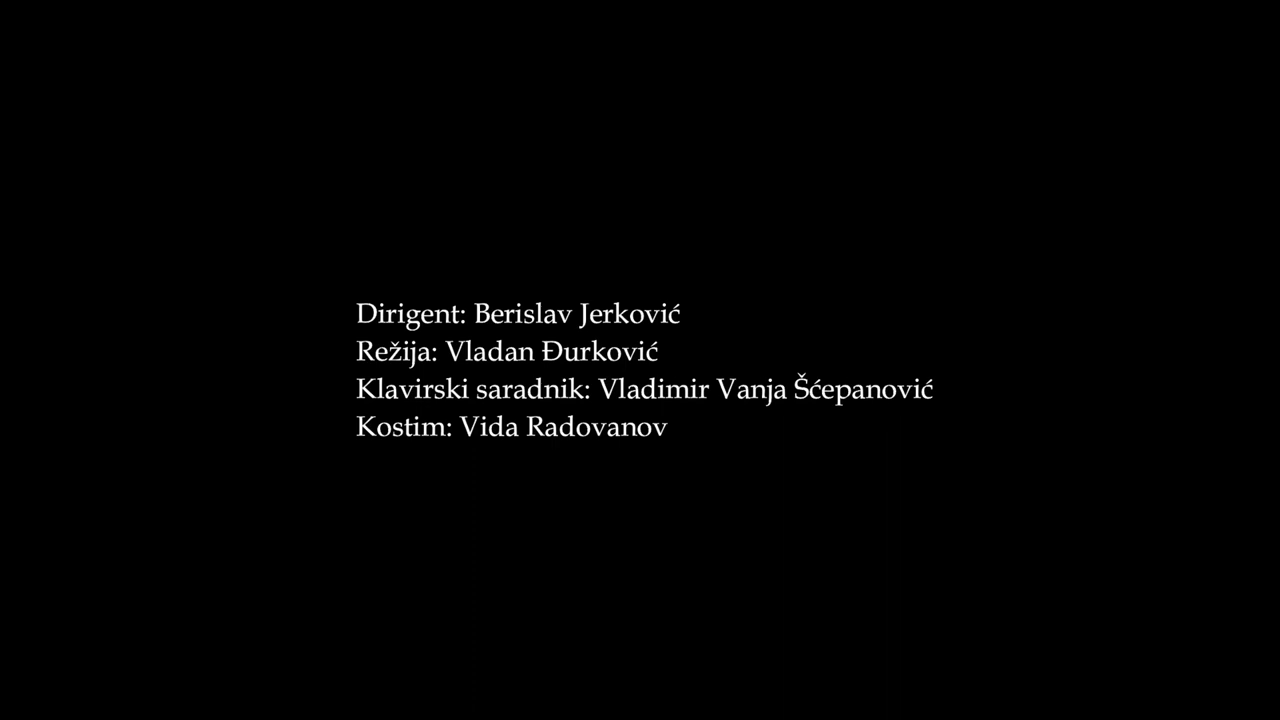 Dirigent: Berislav Jerković
Režija: Vladan Đurković
Klavirski saradnik: Vladimir Vanja Šćepanović
Kostim: Vida Radovanov